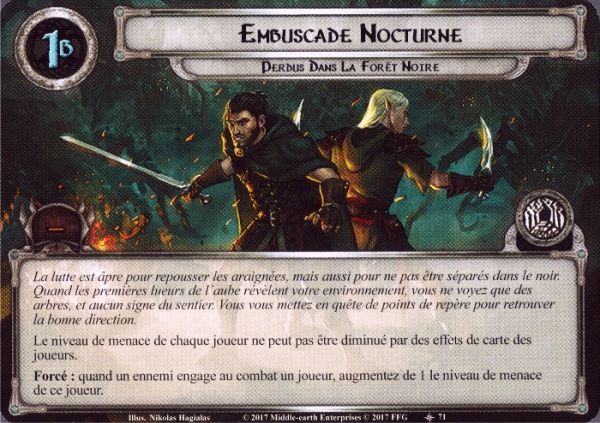 1B
Embuscade Nocturne
Perdus Dans La Forêt Noire
La lutte est âpre pour repousser les araignées, mais aussi pour ne pas être séparés dans le noir.
Quand les premières lueurs de l'aube révèlent votre environnement, vous ne voyez que des
arbres, et aucun signe du sentier. Vous vous mettez en quête de points de repère pour retrouver
la bonne direction.
Le niveau de menace de chaque joueur ne peut pas être diminué par des effets de carte des
joueurs.
Forcé : quand un ennemi engage au combat un joueur, augmentez de 1 le niveau de menace
de ce joueur.
Illus. Nikolas Hagialas © 2017 Middle-earth Enterprises © 2017 FFG 71